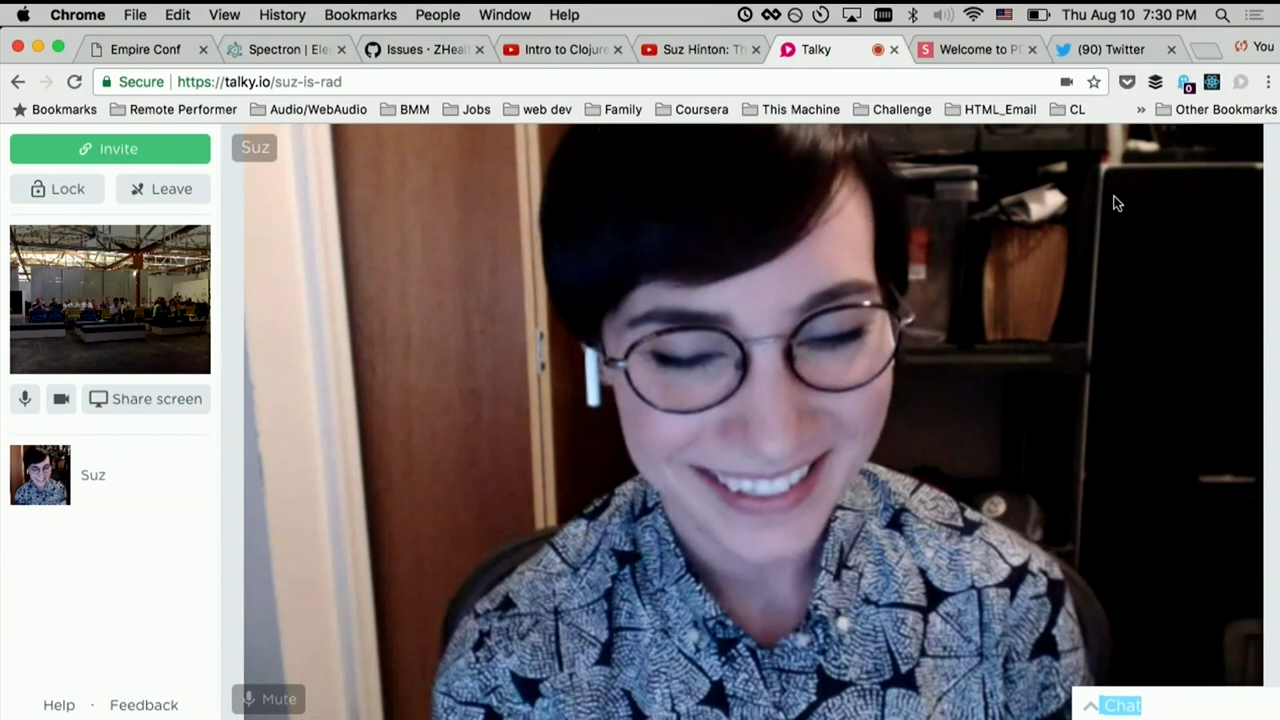 Chrome File Edit View History Bookmarks People Window Help Thu Aug 10 7:30 PM
Empire Conf Spectron | Ele Issues · ZHeal Intro to Clojure Suz Hinton: Th Talky Welcome to P (90) Twitter You
Secure | https://talky.io/suz-is-rad 0
Bookmarks Remote Performer Audio/WebAudio BMM Jobs web dev Family Coursera This Machine Challenge HTML_Email CL » Other Bookmarks
Invite
Suz
Lock Leave
Share screen
Suz
Mute
Help · Feedback
Chat